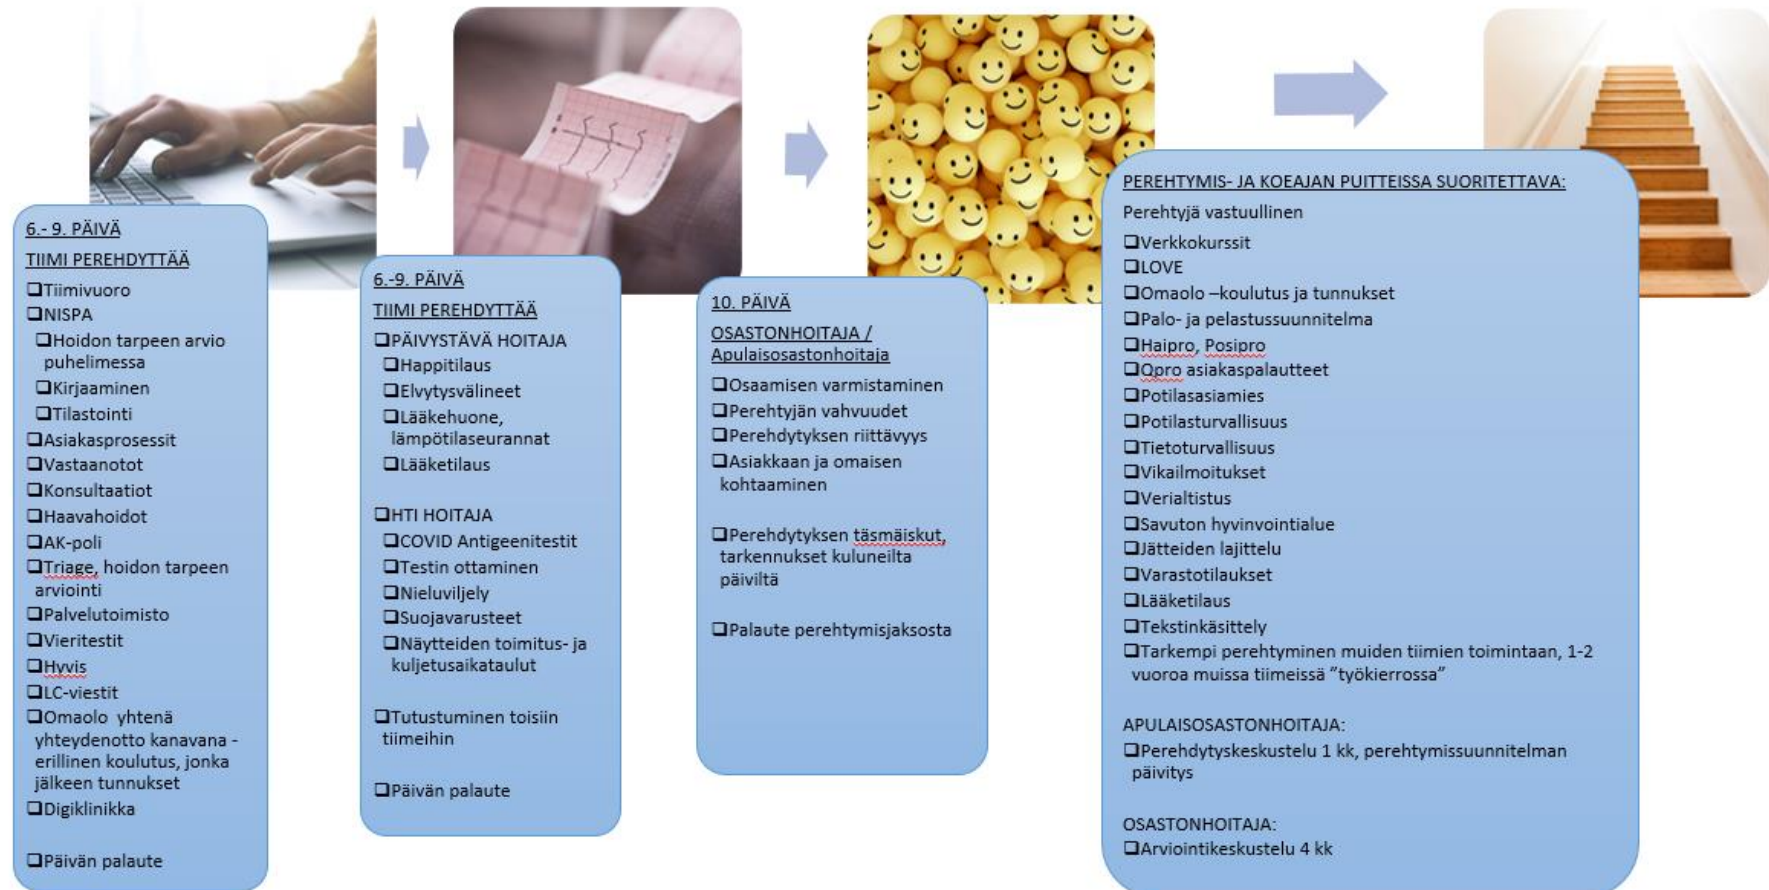 6.- 9. PÄIVÄ
TIIMI PEREHDYTTÄÄ
❑Tiimivuoro
❑NISPA
❑Hoidon tarpeen arvio
puhelimessa
❑Kirjaaminen
❑Tilastointi
❑Asiakasprosessit
❑Vastaanotot
❑Konsultaatiot
❑Haavahoidot
❑AK-poli
❑Triage, hoidon tarpeen
arviointi
❑Palvelutoimisto
❑Vieritestit
❑Hyvis
❑LC-viestit
❑Omaolo yhtenä
yhteydenotto kanavana -
erillinen koulutus, jonka
jälkeen tunnukset
❑Digiklinikka
❑Päivän palaute
6.-9. PÄIVÄ
TIIMI PEREHDYTTÄÄ
❑PÄIVYSTÄVÄ HOITAJA
❑Happitilaus
❑Elvytysvälineet
❑Lääkehuone,
lämpötilaseurannat
❑Lääketilaus
❑HTI HOITAJA
❑COVID Antigeenitestit
❑Testin ottaminen
❑Nieluviljely
❑Suojavarusteet
❑Näytteiden toimitus- ja
kuljetusaikataulut
❑Tutustuminen toisiin
tiimeihin
❑Päivän palaute
10. PÄIVÄ
OSASTONHOITAJA /
Apulaisosastonhoitaja
❑Osaamisen varmistaminen
❑Perehtyjän vahvuudet
❑Perehdytyksen riittävyys
❑Asiakkaan ja omaisen
kohtaaminen
❑Perehdytyksen täsmäiskut,
tarkennukset kuluneilta
päiviltä
❑Palaute perehtymisjaksosta
PEREHTYMIS- JA KOEAJAN PUITTEISSA SUORITETTAVA:
Perehtyjä vastuullinen
❑Verkkokurssit
❑LOVE
❑Omaolo –koulutus ja tunnukset
❑Palo- ja pelastussuunnitelma
❑Haipro, Posipro
❑Qpro asiakaspalautteet
❑Potilasasiamies
❑Potilasturvallisuus
❑Tietoturvallisuus
❑Vikailmoitukset
❑Verialtistus
❑Savuton hyvinvointialue
❑Jätteiden lajittelu
❑Varastotilaukset
❑Lääketilaus
❑Tekstinkäsittely
❑Tarkempi perehtyminen muiden tiimien toimintaan, 1-2
vuoroa muissa tiimeissä ”työkierrossa”
APULAISOSASTONHOITAJA:
❑Perehdytyskeskustelu 1 kk, perehtymissuunnitelman
päivitys
OSASTONHOITAJA:
❑Arviointikeskustelu 4 kk